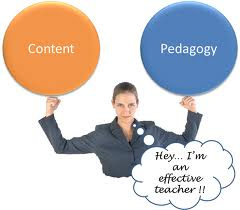 Content
Pedagogy
Hey... I'm
an
effective
teacher !!